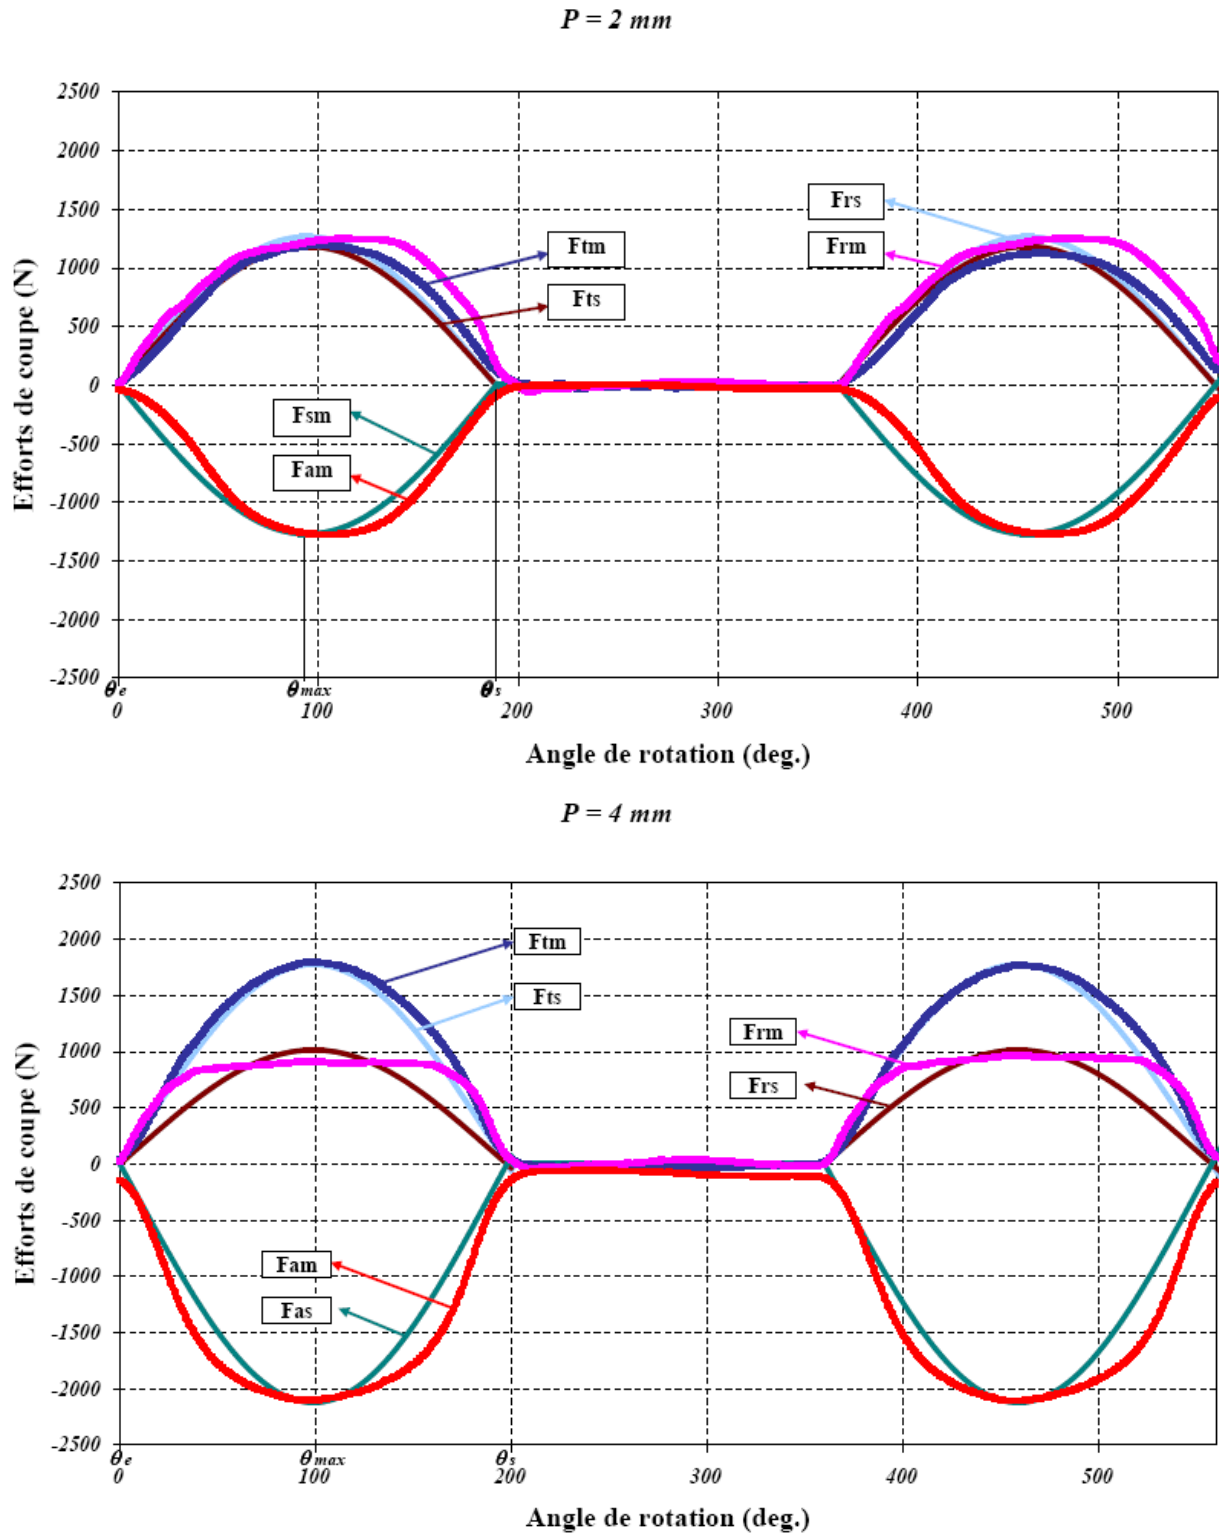 P = 2 mm
2500
2000
1500
1000
500
0
-500
-1000
-1500
-2000
-2500
Efforts de coupe (N)
Frs
Ftm
Frm
Fts
Fsm
Fam
θe θmax θs
0 100 200 300 400 500
Angle de rotation (deg.)
P = 4 mm
2500
2000
1500
1000
500
0
-500
-1000
-1500
-2000
-2500
Efforts de coupe (N)
Ftm
Fts
Frm
Frs
Fam
Fas
θe θmax θs
0 100 200 300 400 500
Angle de rotation (deg.)